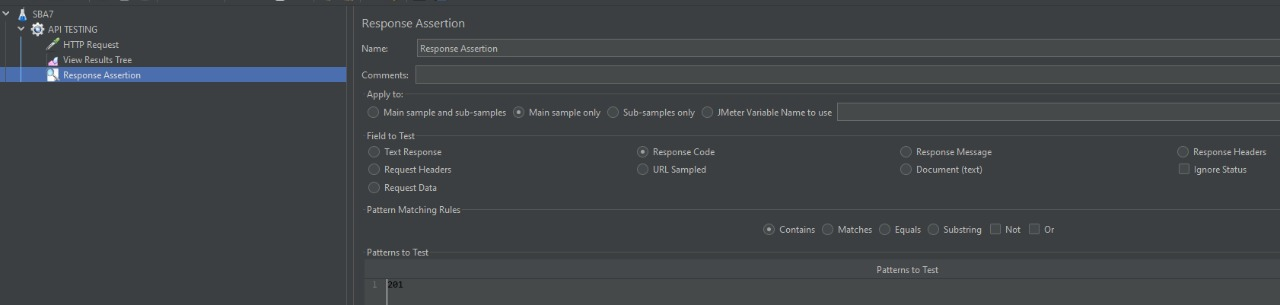 SBA7
API TESTING
HTTP Request
View Results Tree
Response Assertion
Response Assertion
Name: Response Assertion
Comments:
Apply to:
Main sample and sub-samples Main sample only Sub-samples only JMeter Variable Name to use
Field to Test
Text Response Response Code Response Message Response Headers
Request Headers URL Sampled Document (text) Ignore Status
Request Data
Pattern Matching Rules
Contains Matches Equals Substring Not Or
Patterns to Test
Patterns to Test
1 201